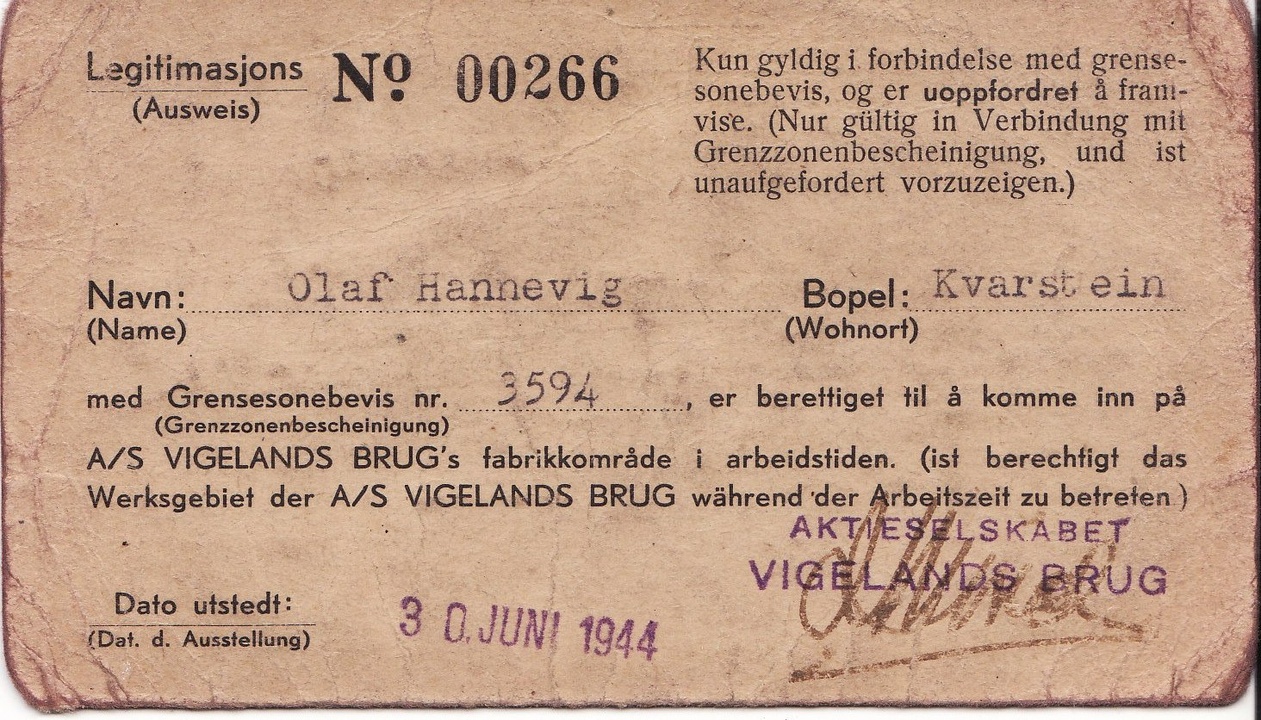 Legitimasjons
(Ausweis)
Nº 00266
Kun gyldig i forbindelse med grense-
sonebevis, og er uoppfordret å fram-
vise. (Nur gültig in Verbindung mit
Grenzzonenbescheinigung, und ist
unaufgefordert vorzuzeigen.)
Navn: Olaf Hannevig Bopel: Kvarstein
(Name) (Wohnort)
med Grensesonebevis nr. 3594, er berettiget til å komme inn på
(Grenzzonenbescheinigung)
A/S VIGELANDS BRUG's fabrikkområde i arbeidstiden. (ist berechtigt das
Werksgebiet der A/S VIGELANDS BRUG während der Arbeitszeit zu betreten)
AKTIESELSKABET
VIGELANDS BRUG
Dato utstedt: 30. JUNI 1944
(Dat. d. Ausstellung)